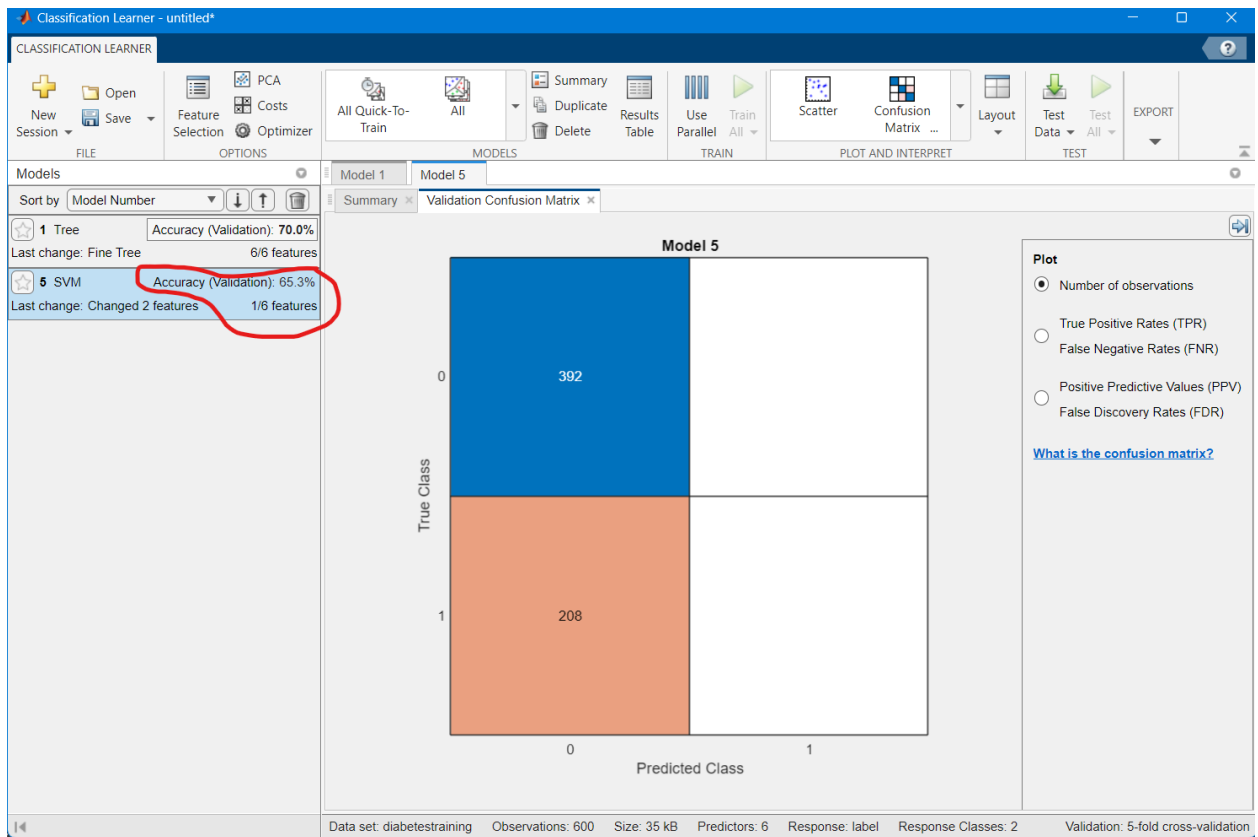 Classification Learner - untitled*
CLASSIFICATION LEARNER
New Session
Open
Save
FILE
Feature Selection
PCA
Costs
Optimizer
OPTIONS
All Quick-To-Train
All
Summary
Duplicate
Delete
Results Table
MODELS
Use Parallel
Train All
TRAIN
Scatter
Confusion Matrix ...
Layout
PLOT AND INTERPRET
Test Data
Test All
TEST
EXPORT
?
Models
Sort by Model Number
1 Tree Accuracy (Validation): 70.0%
Last change: Fine Tree 6/6 features
5 SVM Accuracy (Validation): 65.3%
Last change: Changed 2 features 1/6 features
Model 1 Model 5
Summary Validation Confusion Matrix
Model 5
0
392
1
208
True Class
0 1
Predicted Class
Plot
Number of observations
True Positive Rates (TPR)
False Negative Rates (FNR)
Positive Predictive Values (PPV)
False Discovery Rates (FDR)
What is the confusion matrix?
Data set: diabetestraining Observations: 600 Size: 35 kB Predictors: 6 Response: label Response Classes: 2 Validation: 5-fold cross-validation